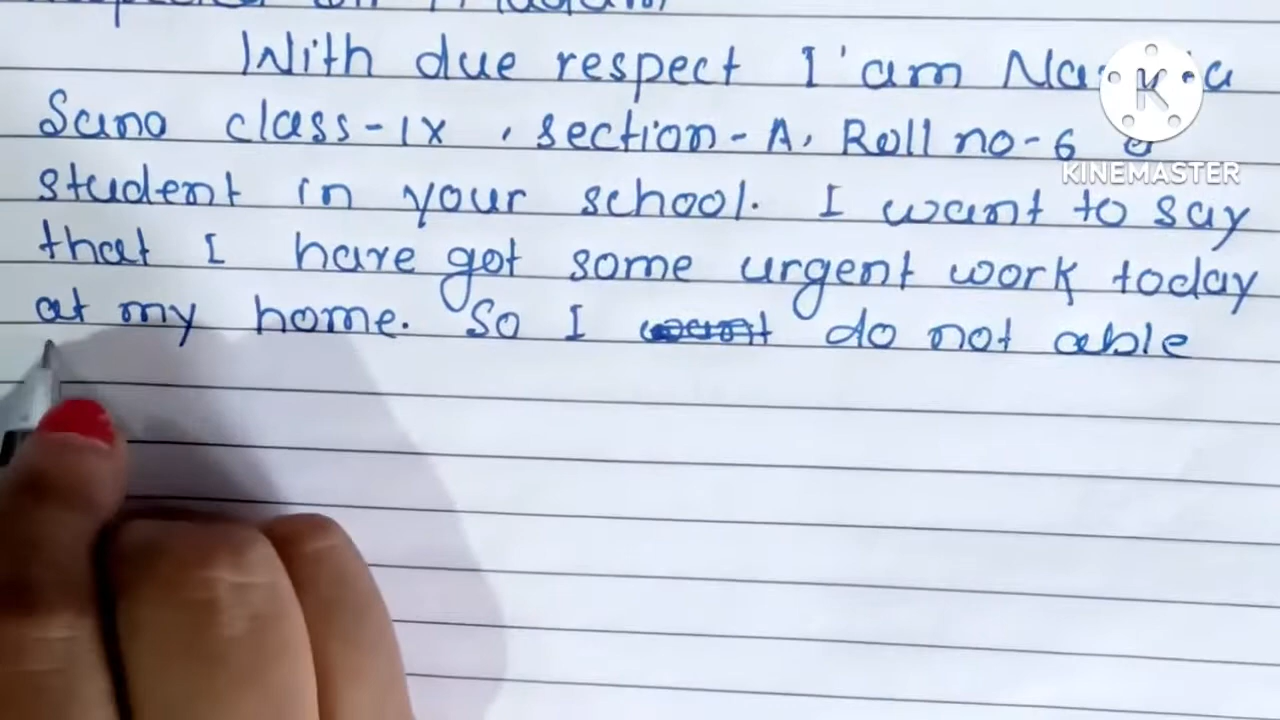 With due respect I'am
Sano class-IX, section-A, Roll no-6 a
student in your school. I want to say
that I have got some urgent work today
at my home. So I do not able
K
KINEMASTER